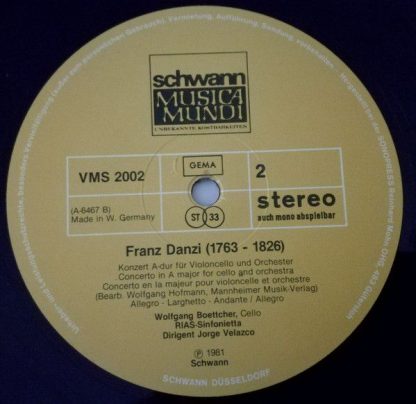 schwann
MUSICA
MUNDI
UNBEKANNTE KOSTBARKEITEN
VMS 2002
GEMA
2
(A-6467 B)
Made in W. Germany
ST 33
stereo
auch mono abspielbar
Franz Danzi (1763 - 1826)
Konzert A-dur für Violoncello und Orchester
Concerto in A major for cello and orchestra
Concerto en la majeur pour violoncelle et orchestre
(Bearb. Wolfgang Hofmann, Mannheimer Musik-Verlag)
Allegro - Larghetto - Andante / Allegro
Wolfgang Boettcher, Cello
RIAS-Sinfonietta
Dirigent Jorge Velazco
Ⓟ 1981
Schwann
SCHWANN DÜSSELDORF